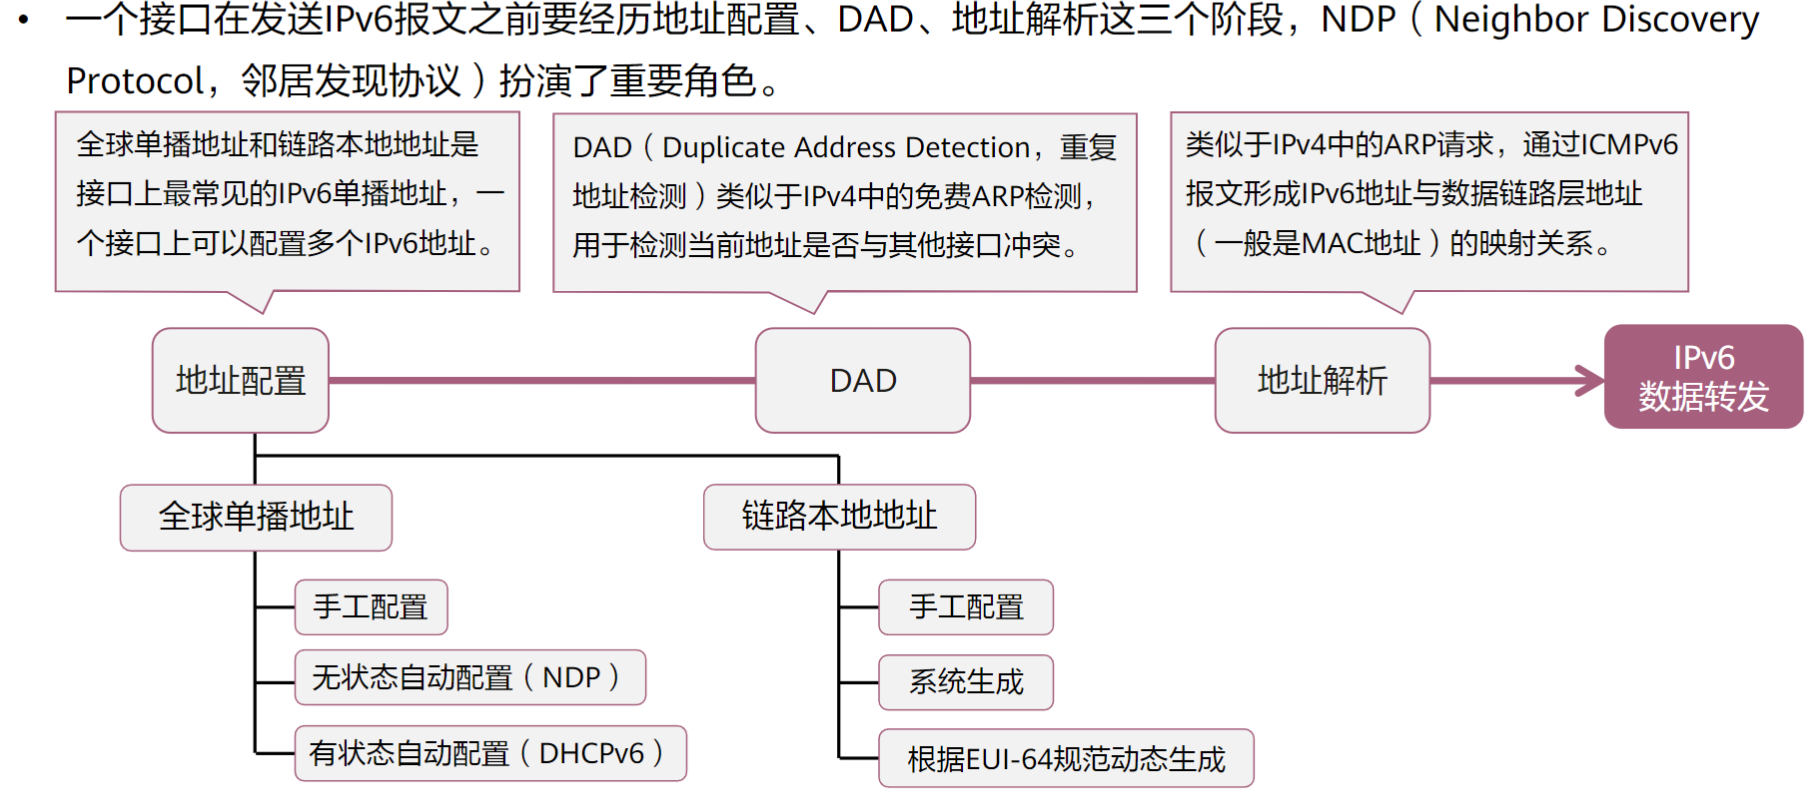 • 一个接口在发送IPv6报文之前要经历地址配置、DAD、地址解析这三个阶段，NDP（Neighbor Discovery
Protocol，邻居发现协议）扮演了重要角色。
全球单播地址和链路本地地址是
接口上最常见的IPv6单播地址，一
个接口上可以配置多个IPv6地址。
DAD（Duplicate Address Detection，重复
地址检测）类似于IPv4中的免费ARP检测，
用于检测当前地址是否与其他接口冲突。
类似于IPv4中的ARP请求，通过ICMPv6
报文形成IPv6地址与数据链路层地址
（一般是MAC地址）的映射关系。
地址配置
DAD
地址解析
IPv6
数据转发
全球单播地址
链路本地地址
手工配置
无状态自动配置（NDP）
有状态自动配置（DHCPv6）
手工配置
系统生成
根据EUI-64规范动态生成